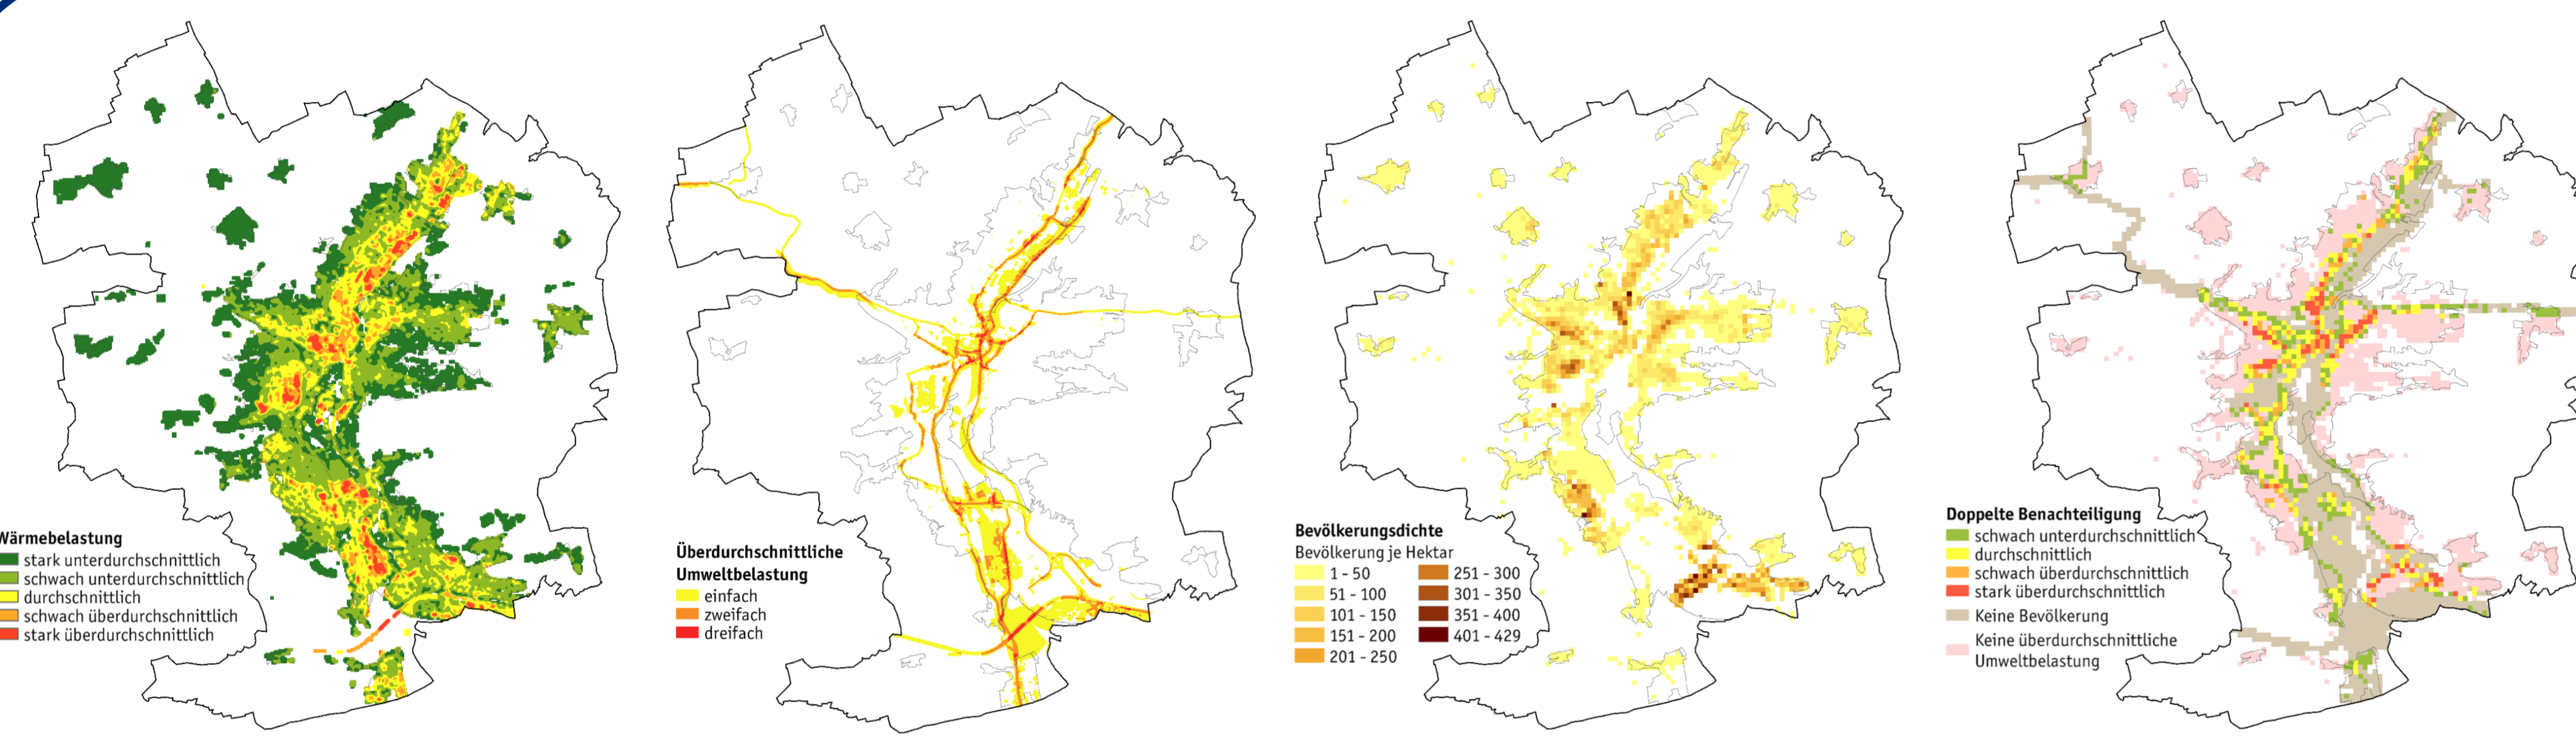 Wärmebelastung
stark unterdurchschnittlich
schwach unterdurchschnittlich
durchschnittlich
schwach überdurchschnittlich
stark überdurchschnittlich
Überdurchschnittliche
Umweltbelastung
einfach
zweifach
dreifach
Bevölkerungsdichte
Bevölkerung je Hektar
1 - 50
51 - 100
101 - 150
151 - 200
201 - 250
251 - 300
301 - 350
351 - 400
401 - 429
Doppelte Benachteiligung
schwach unterdurchschnittlich
durchschnittlich
schwach überdurchschnittlich
stark überdurchschnittlich
Keine Bevölkerung
Keine überdurchschnittliche
Umweltbelastung